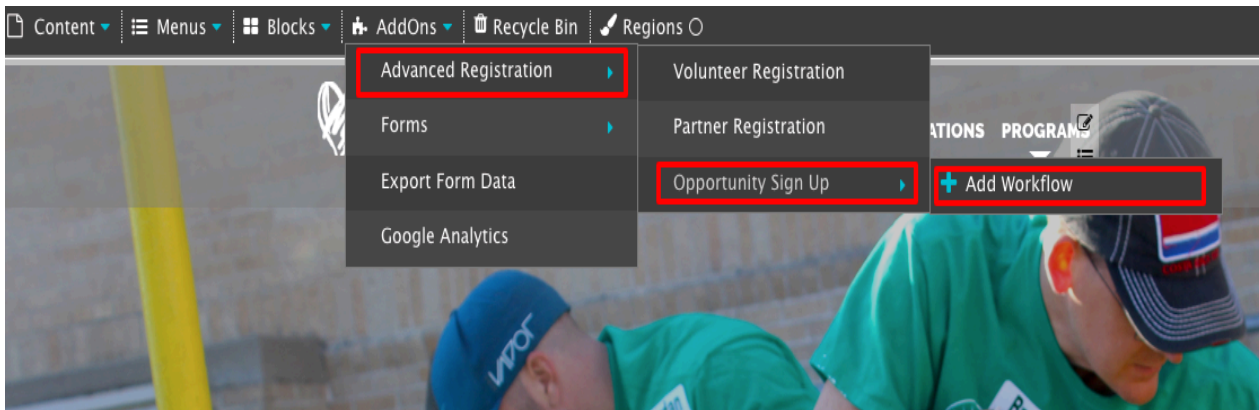 Content Menus Blocks AddOns Recycle Bin Regions
Advanced Registration
Volunteer Registration
Forms
Partner Registration
ATIONS PROGRAMS
Export Form Data
Opportunity Sign Up
Add Workflow
Google Analytics